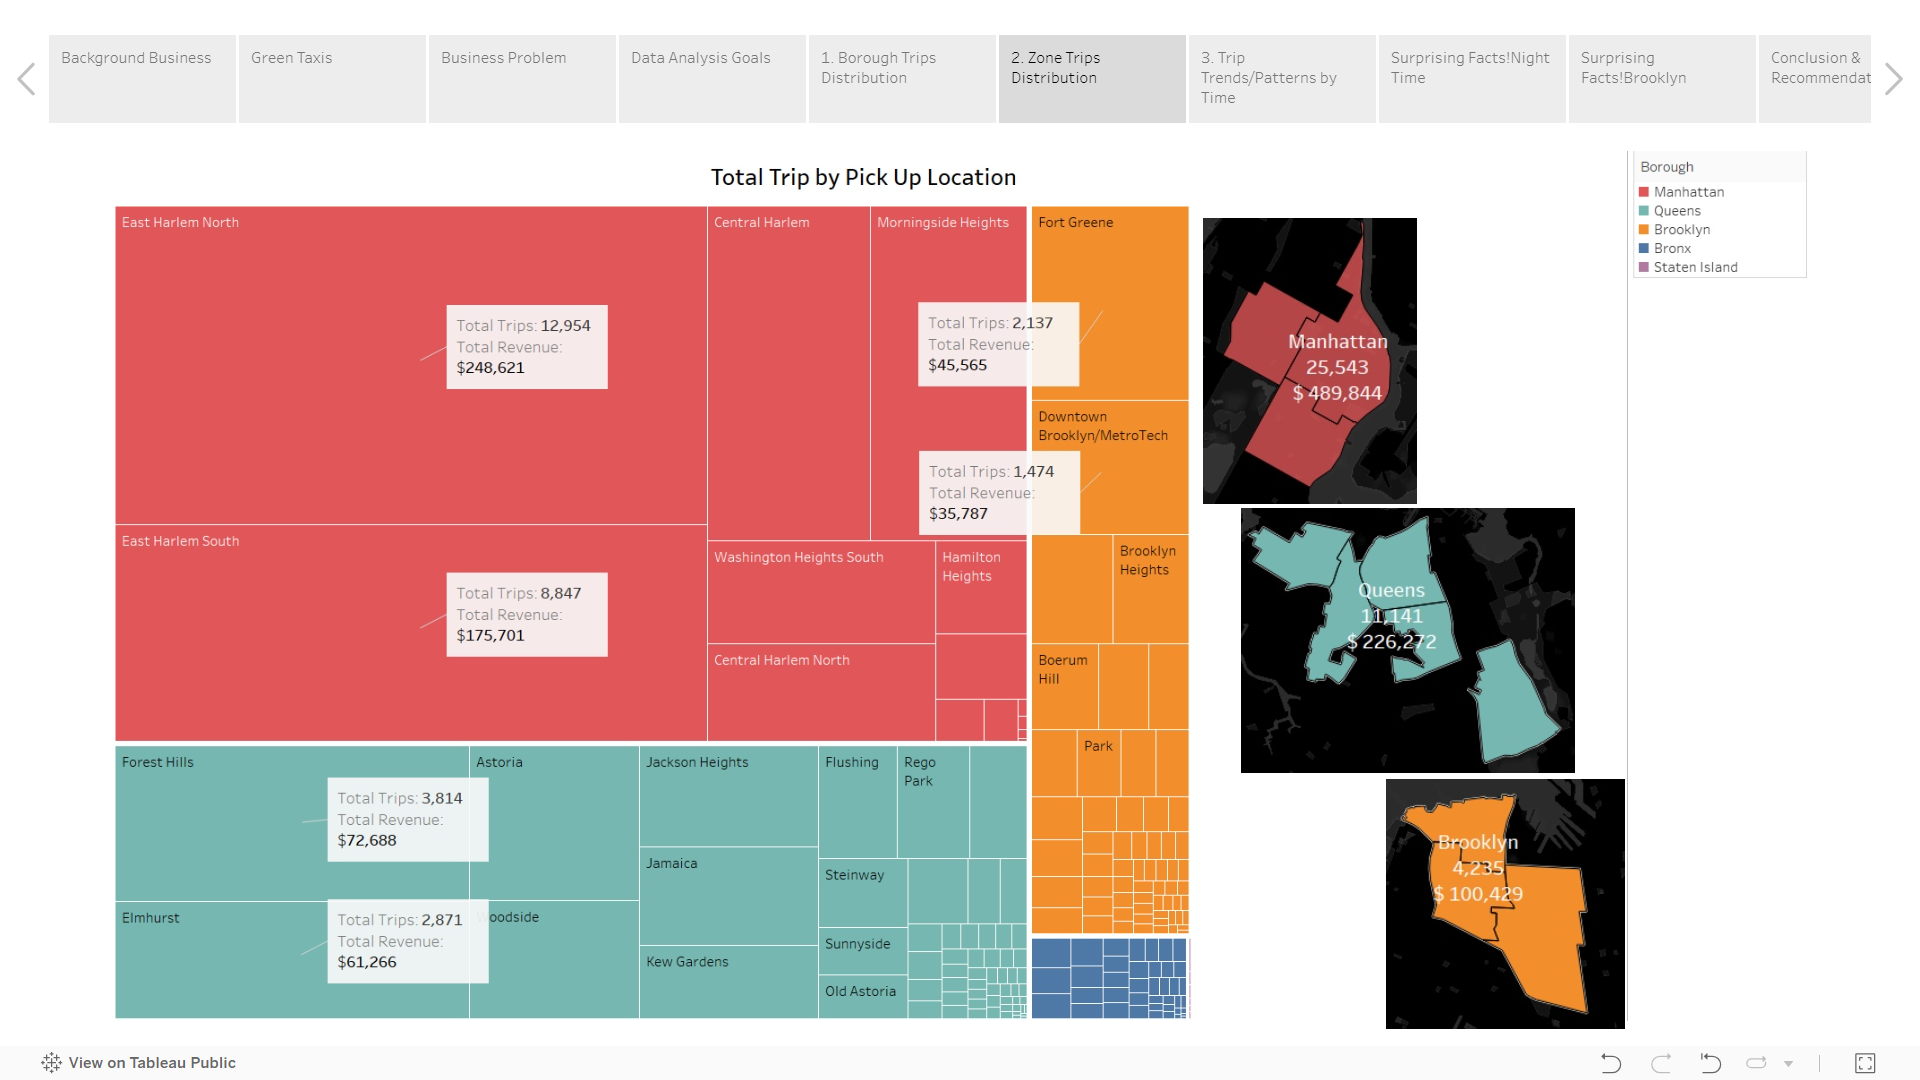 Background Business
Green Taxis
Business Problem
Data Analysis Goals
1. Borough Trips
Distribution
2. Zone Trips
Distribution
3. Trip
Trends/Patterns by
Time
Surprising Facts!Night
Time
Surprising
Facts!Brooklyn
Conclusion &
Recommendat
Total Trip by Pick Up Location
East Harlem North
Total Trips: 12,954
Total Revenue:
$248,621
Central Harlem
Morningside Heights
East Harlem South
Total Trips: 8,847
Total Revenue:
$175,701
Washington Heights South
Hamilton
Heights
Central Harlem North
Fort Greene
Total Trips: 2,137
Total Revenue:
$45,565
Downtown
Brooklyn/MetroTech
Total Trips: 1,474
Total Revenue:
$35,787
Brooklyn
Heights
Boerum
Hill
Park
Forest Hills
Total Trips: 3,814
Total Revenue:
$72,688
Astoria
Elmhurst
Total Trips: 2,871
Total Revenue:
$61,266
Woodside
Jackson Heights
Jamaica
Kew Gardens
Flushing
Rego
Park
Steinway
Sunnyside
Old Astoria
Manhattan
25,543
$ 489,844
Queens
11,141
$ 226,272
Brooklyn
4,235
$ 100,429
Borough
Manhattan
Queens
Brooklyn
Bronx
Staten Island
View on Tableau Public